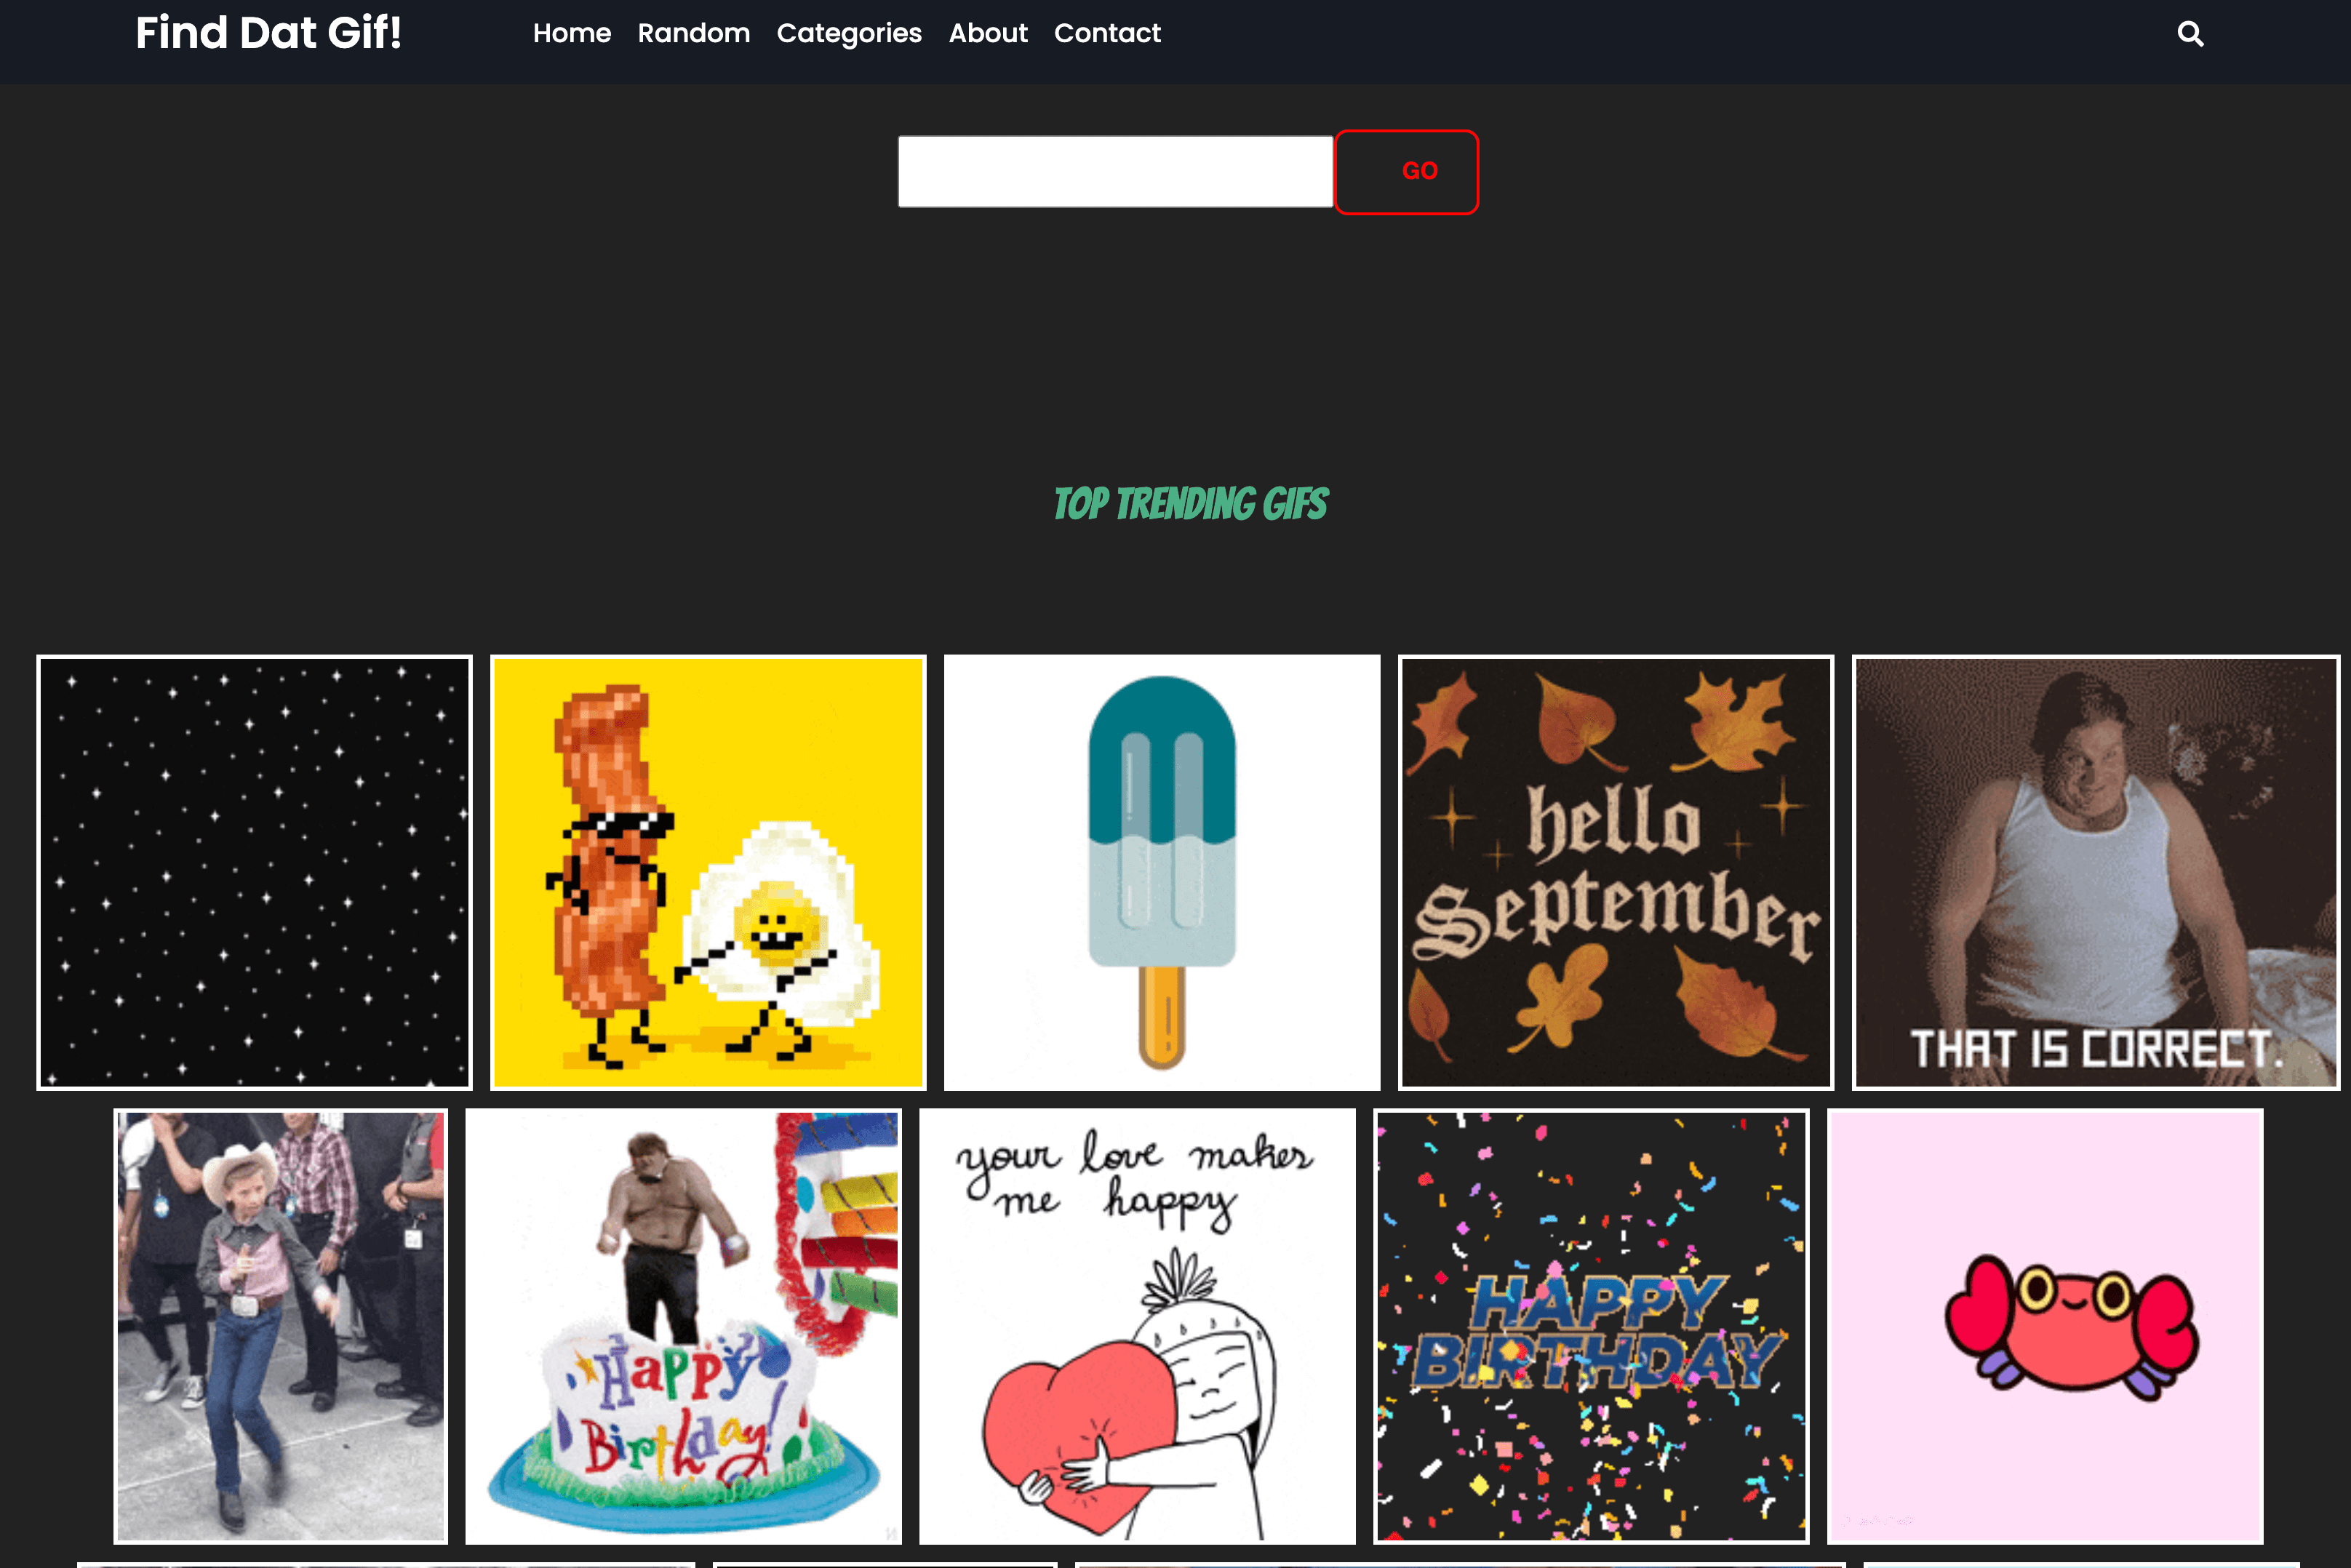 Find Dat Gif!
Home Random Categories About Contact
GO
TOP TRENDING GIFS
hello
September
THAT IS CORRECT.
your love makes
me happy
Happy
Birthday!
HAPPY
BIRTHDAY